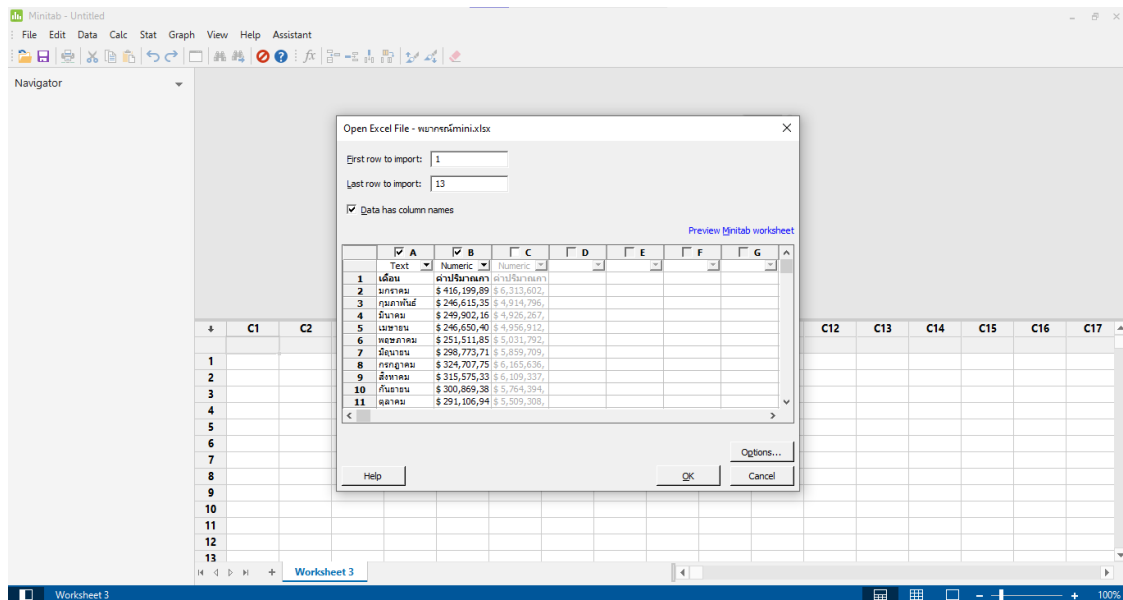 Minitab - Untitled
File Edit Data Calc Stat Graph View Help Assistant
Navigator
Open Excel File - พยากรณ์mini.xlsx
First row to import: 1
Last row to import: 13
Data has column names
Preview Minitab worksheet
A B C D E F G
Text Numeric Numeric
1 เดือน ค่าปริมาณกา ค่าปริมาณกา
2 มกราคม $ 416,199,89 $ 6,313,602,
3 กุมภาพันธ์ $ 246,615,35 $ 4,914,796,
4 มีนาคม $ 249,902,16 $ 4,926,267,
5 เมษายน $ 246,650,40 $ 4,956,912,
6 พฤษภาคม $ 251,511,85 $ 5,031,792,
7 มิถุนายน $ 298,773,71 $ 5,859,709,
8 กรกฎาคม $ 324,707,75 $ 6,165,636,
9 สิงหาคม $ 315,575,33 $ 6,109,337,
10 กันยายน $ 300,869,38 $ 5,764,394,
11 ตุลาคม $ 291,106,94 $ 5,509,308,
Options...
Help OK Cancel
C1 C2 C12 C13 C14 C15 C16 C17
1
2
3
4
5
6
7
8
9
10
11
12
13
Worksheet 3
Worksheet 3 100%